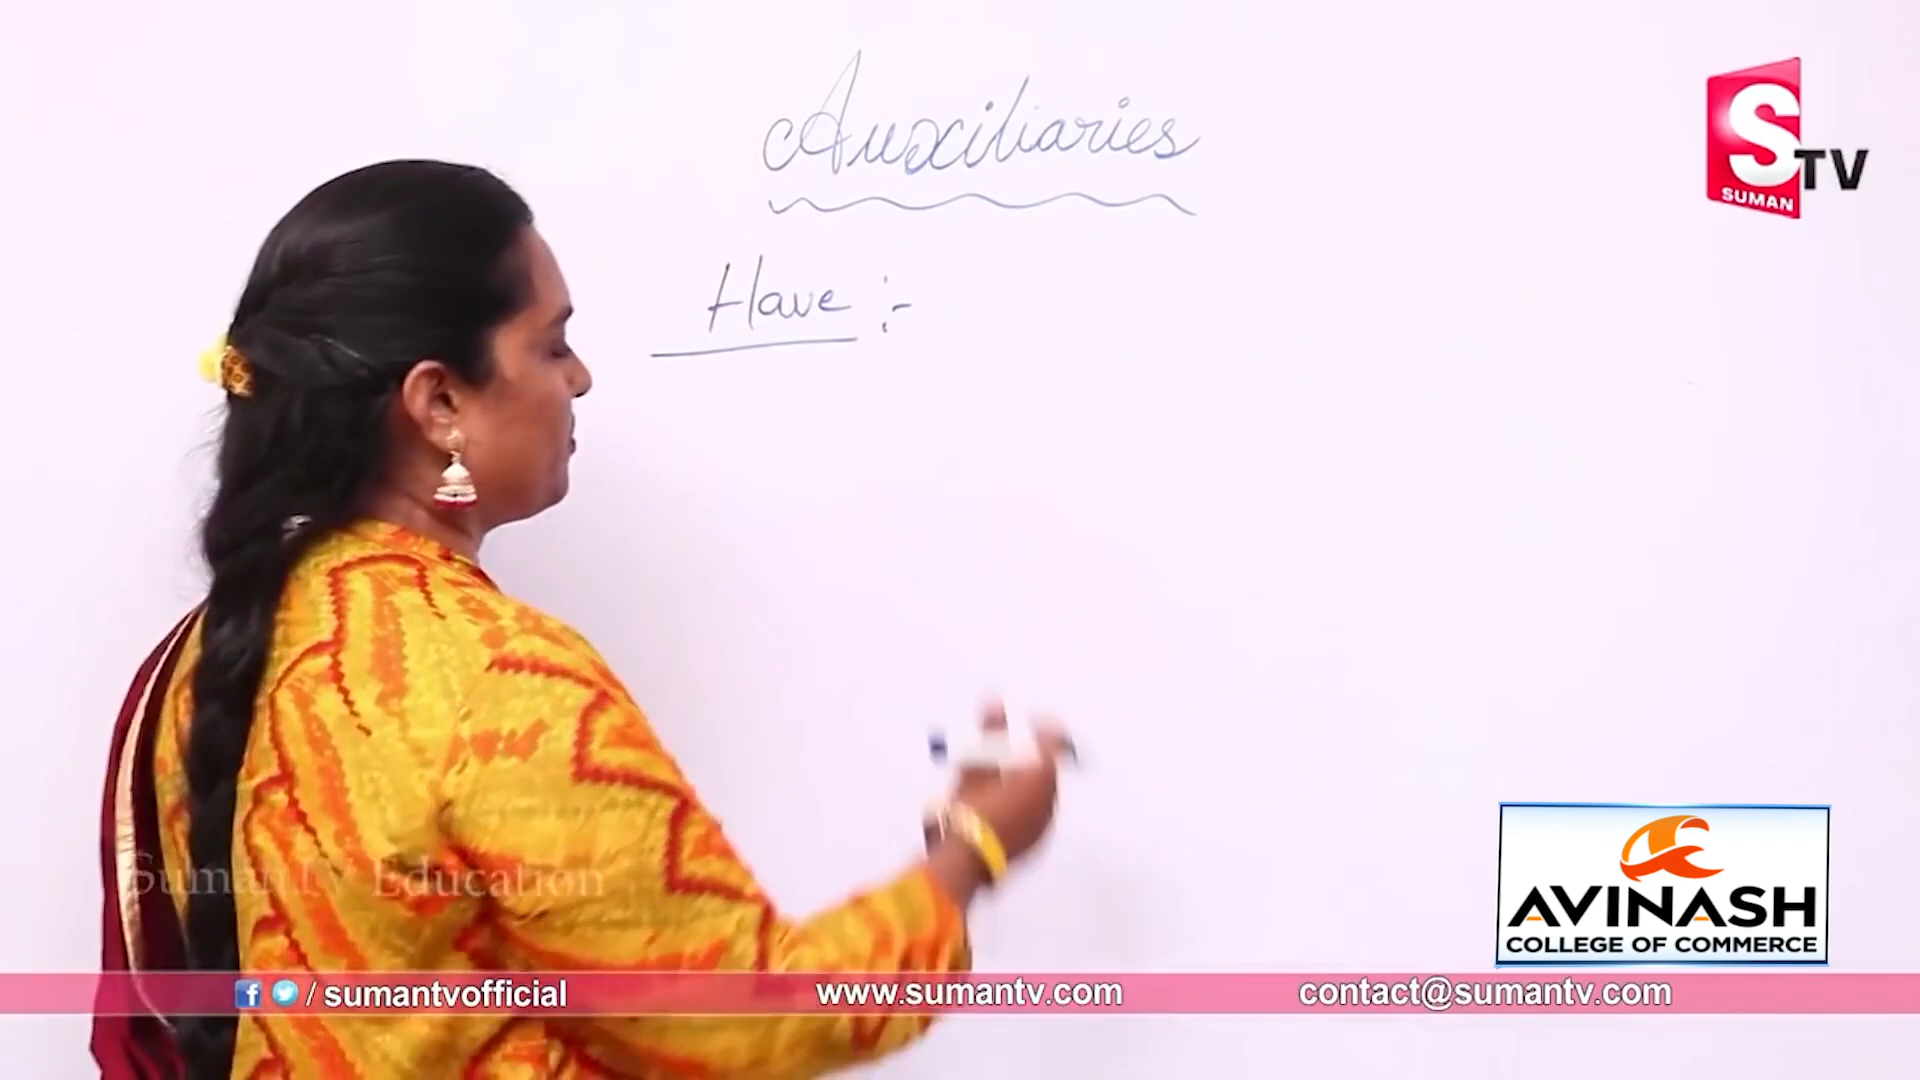 Auxiliaries
Have :-
S TV
SUMAN
SumanTV Education
AVINASH
COLLEGE OF COMMERCE
/ sumantvofficial
www.sumantv.com
contact@sumantv.com